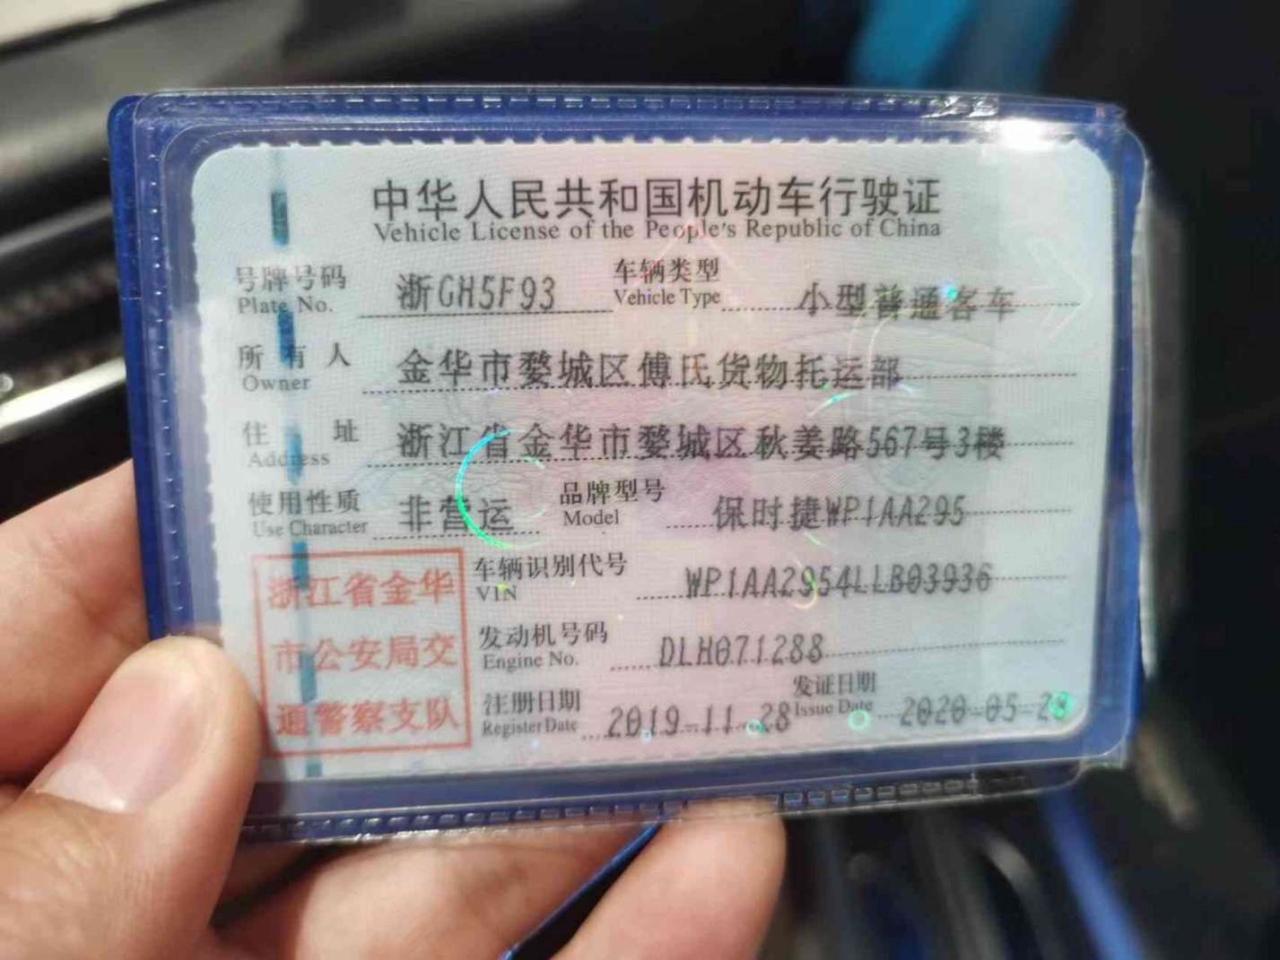 中华人民共和国机动车行驶证
Vehicle License of the People's Republic of China
号牌号码 浙GH5F93 车辆类型 小型普通客车
Plate No. Vehicle Type
所有人 金华市婺城区傅氏货物托运部
Owner
住址 浙江省金华市婺城区秋姜路567号3楼
Address
使用性质 非营运 品牌型号 保时捷WP1AA295
Use Character Model
车辆识别代号 WP1AA2954LLB03936
VIN
发动机号码 DLH071288
Engine No.
注册日期 2019-11-28 发证日期 2020-05-28
Register Date Issue Date
浙江省金华
市公安局交
通警察支队